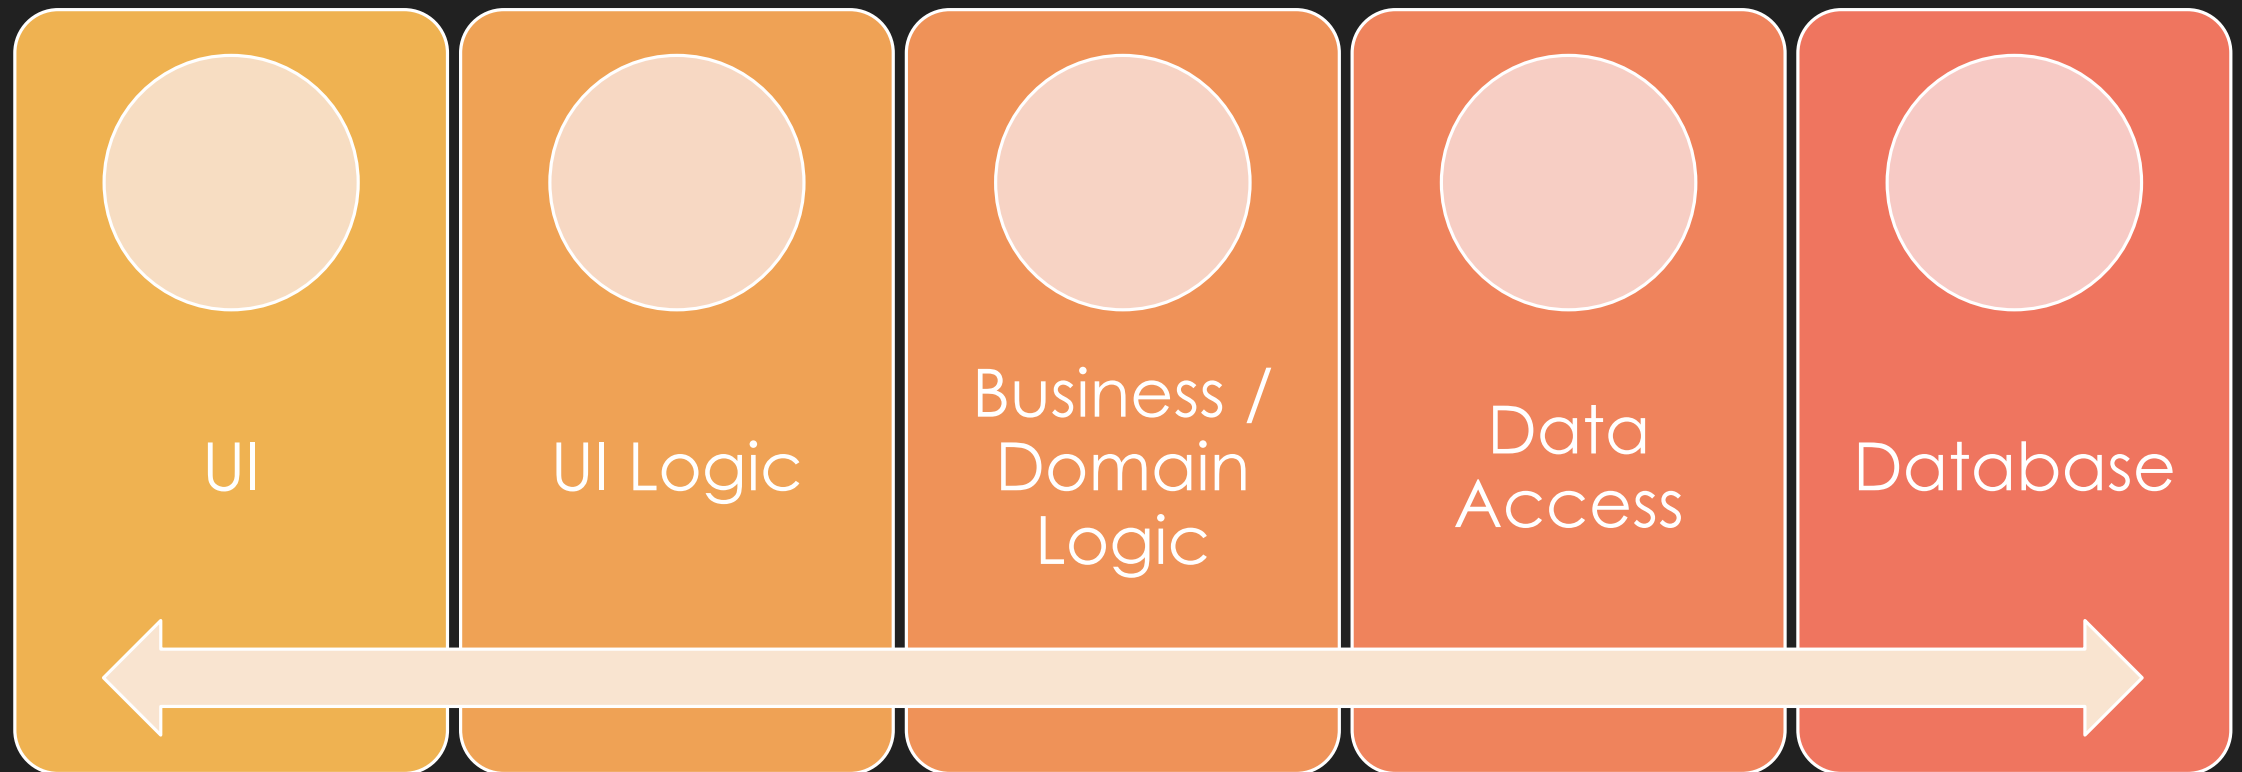 UI
UI Logic
Business /
Domain
Logic
Data
Access
Database